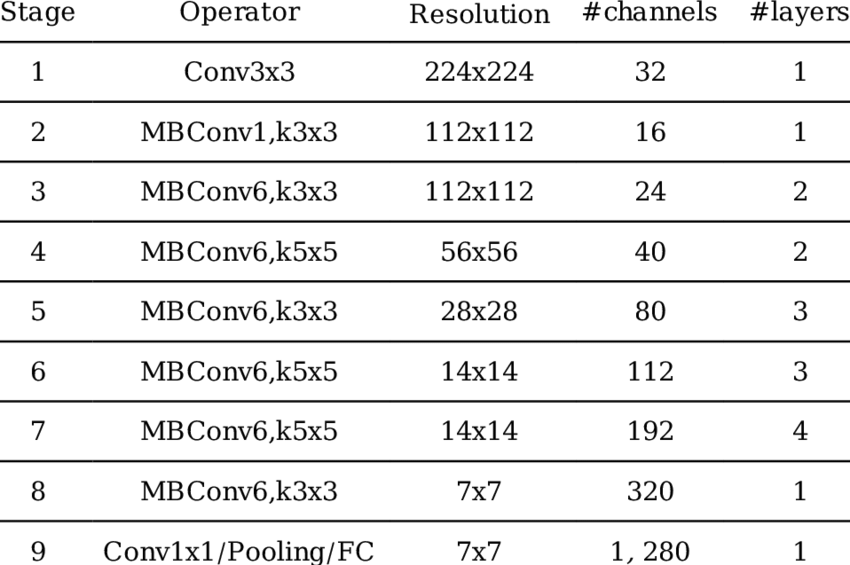 Stage Operator Resolution #channels #layers
1 Conv3x3 224x224 32 1
2 MBConv1,k3x3 112x112 16 1
3 MBConv6,k3x3 112x112 24 2
4 MBConv6,k5x5 56x56 40 2
5 MBConv6,k3x3 28x28 80 3
6 MBConv6,k5x5 14x14 112 3
7 MBConv6,k5x5 14x14 192 4
8 MBConv6,k3x3 7x7 320 1
9 Conv1x1/Pooling/FC 7x7 1, 280 1